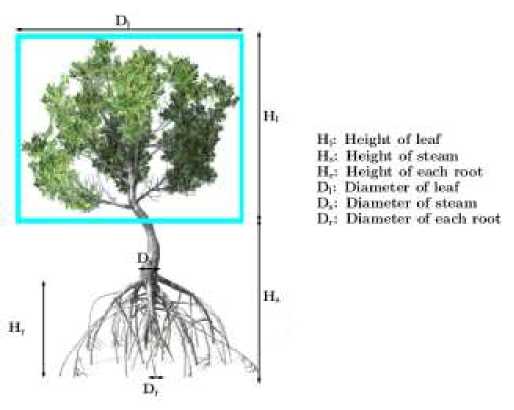 D_l
H_l
H_l: Height of leaf
H_s: Height of steam
H_r: Height of each root
D_l: Diameter of leaf
D_s: Diameter of steam
D_r: Diameter of each root
D_s
H_s
H_r
D_r